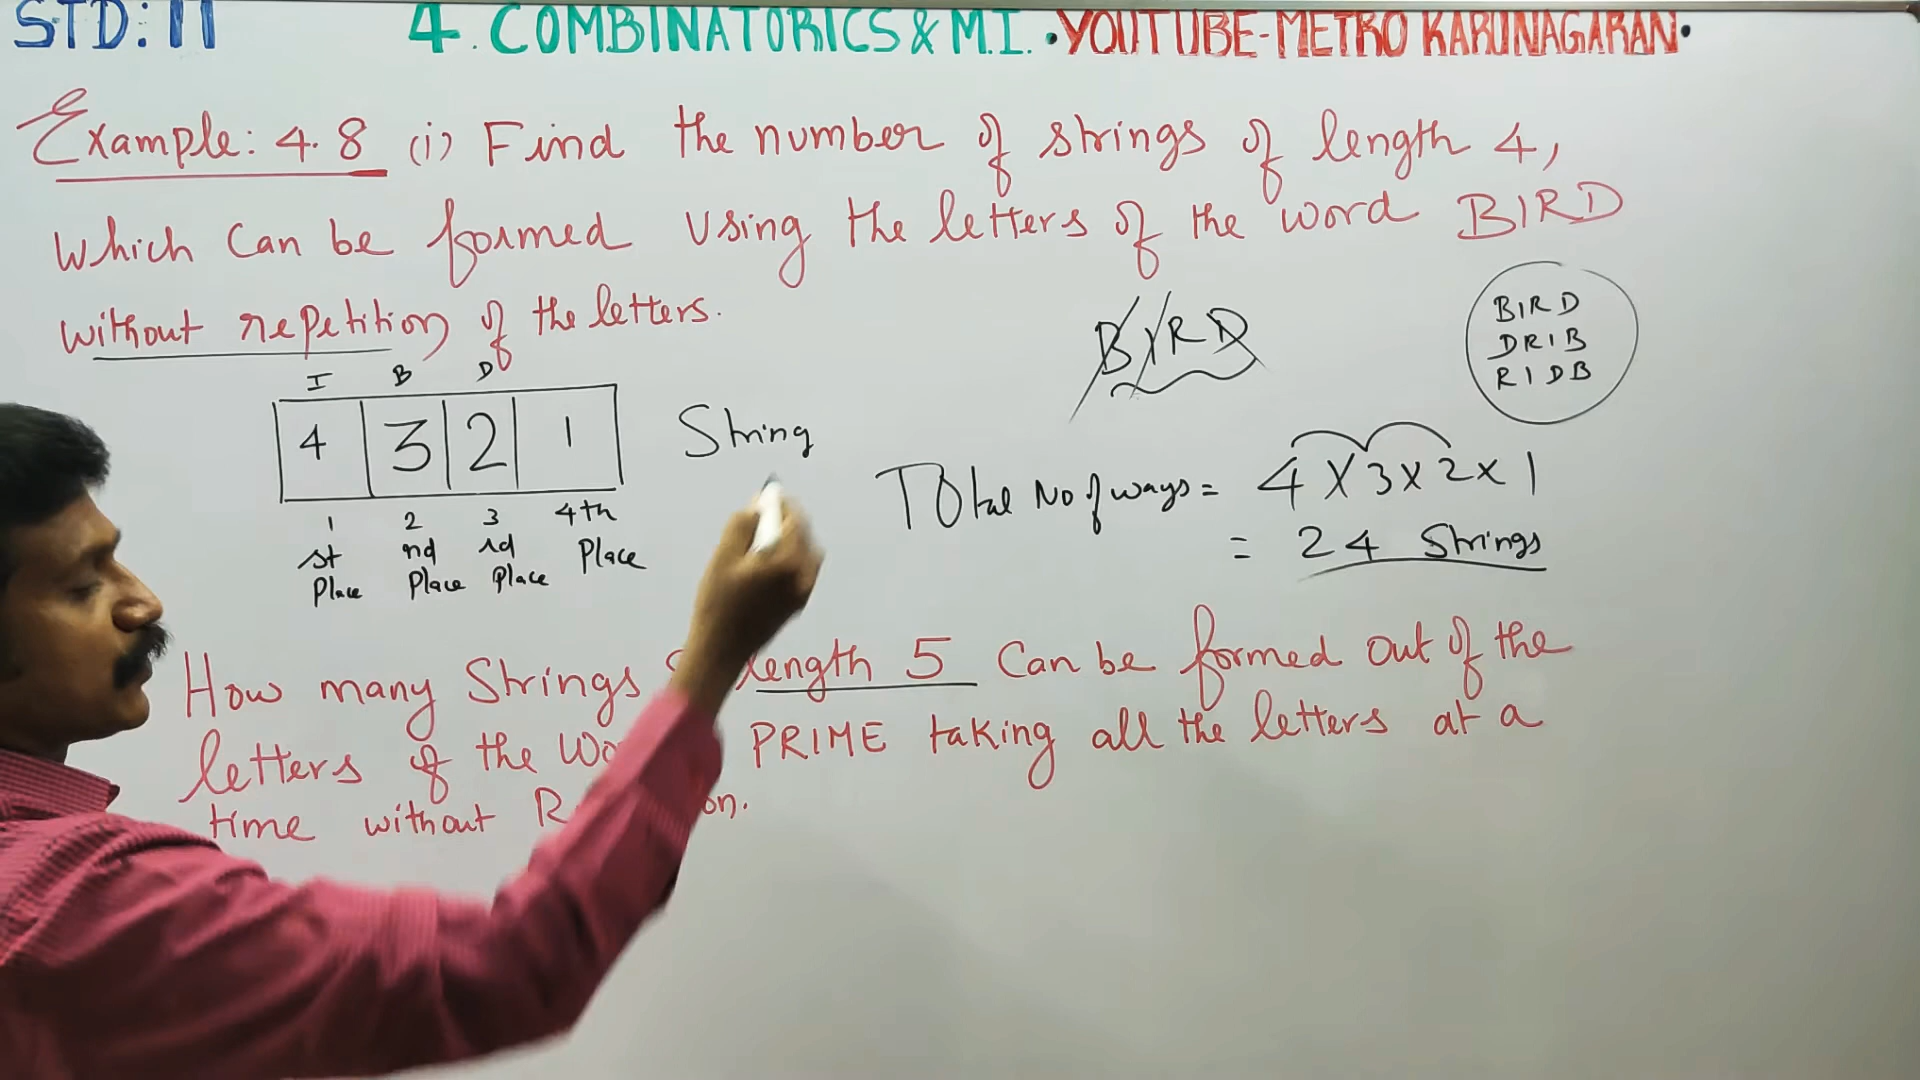 STD: 11 4. COMBINATORICS & M.I. • YOUTUBE-METRO KARUNAGARAN•
Example: 4.8 (i) Find the number of strings of length 4,
which can be formed using the letters of the word BIRD
without repetition of the letters.
BIRD
BIRD
DRIB
RIDB
I B D
4 3 2 1 String
1st Place 2nd Place 3rd Place 4th Place
Total No of ways = 4 X 3 x 2 x 1
= 24 Strings
How many Strings length 5 Can be formed out of the
letters of the PRIME taking all the letters at a
time without